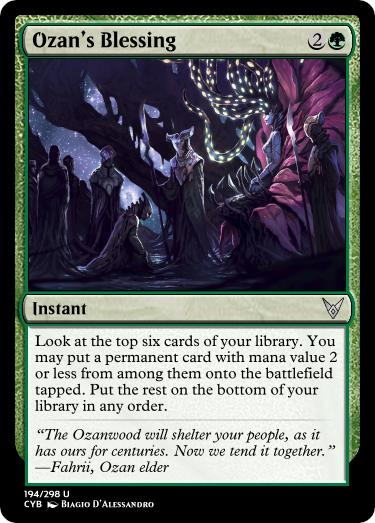 Ozan’s Blessing 2
Instant
Look at the top six cards of your library. You
may put a permanent card with mana value 2
or less from among them onto the battlefield
tapped. Put the rest on the bottom of your
library in any order.
“The Ozanwood will shelter your people, as it
has ours for centuries. Now we tend it together.”
—Fahrii, Ozan elder
194/298 U
CYB Biagio D’Alessandro